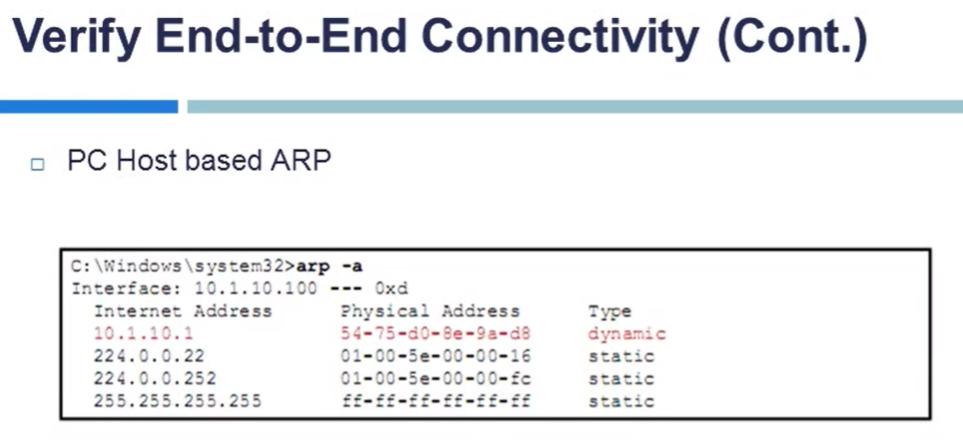 Verify End-to-End Connectivity (Cont.)
PC Host based ARP
C:\Windows\system32>arp -a
Interface: 10.1.10.100 --- 0xd
Internet Address Physical Address Type
10.1.10.1 54-75-d0-8e-9a-d8 dynamic
224.0.0.22 01-00-5e-00-00-16 static
224.0.0.252 01-00-5e-00-00-fc static
255.255.255.255 ff-ff-ff-ff-ff-ff static